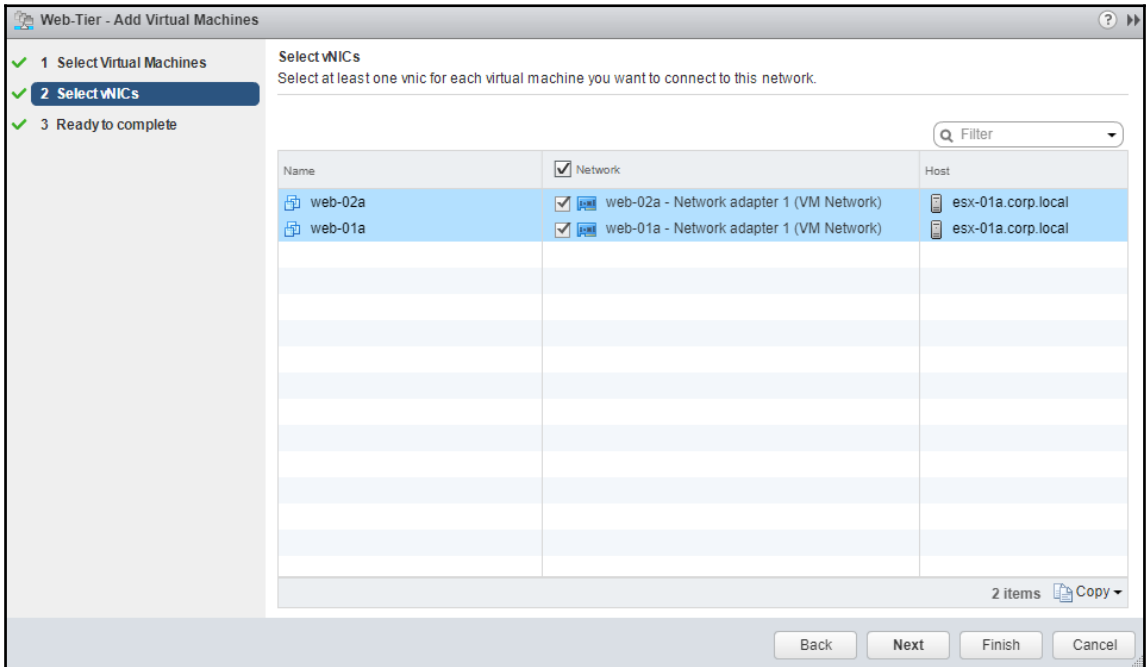 Web-Tier - Add Virtual Machines
?
1 Select Virtual Machines
2 Select vNICs
3 Ready to complete
Select vNICs
Select at least one vnic for each virtual machine you want to connect to this network.
Filter
Name Network Host
web-02a web-02a - Network adapter 1 (VM Network) esx-01a.corp.local
web-01a web-01a - Network adapter 1 (VM Network) esx-01a.corp.local
2 items Copy
Back Next Finish Cancel